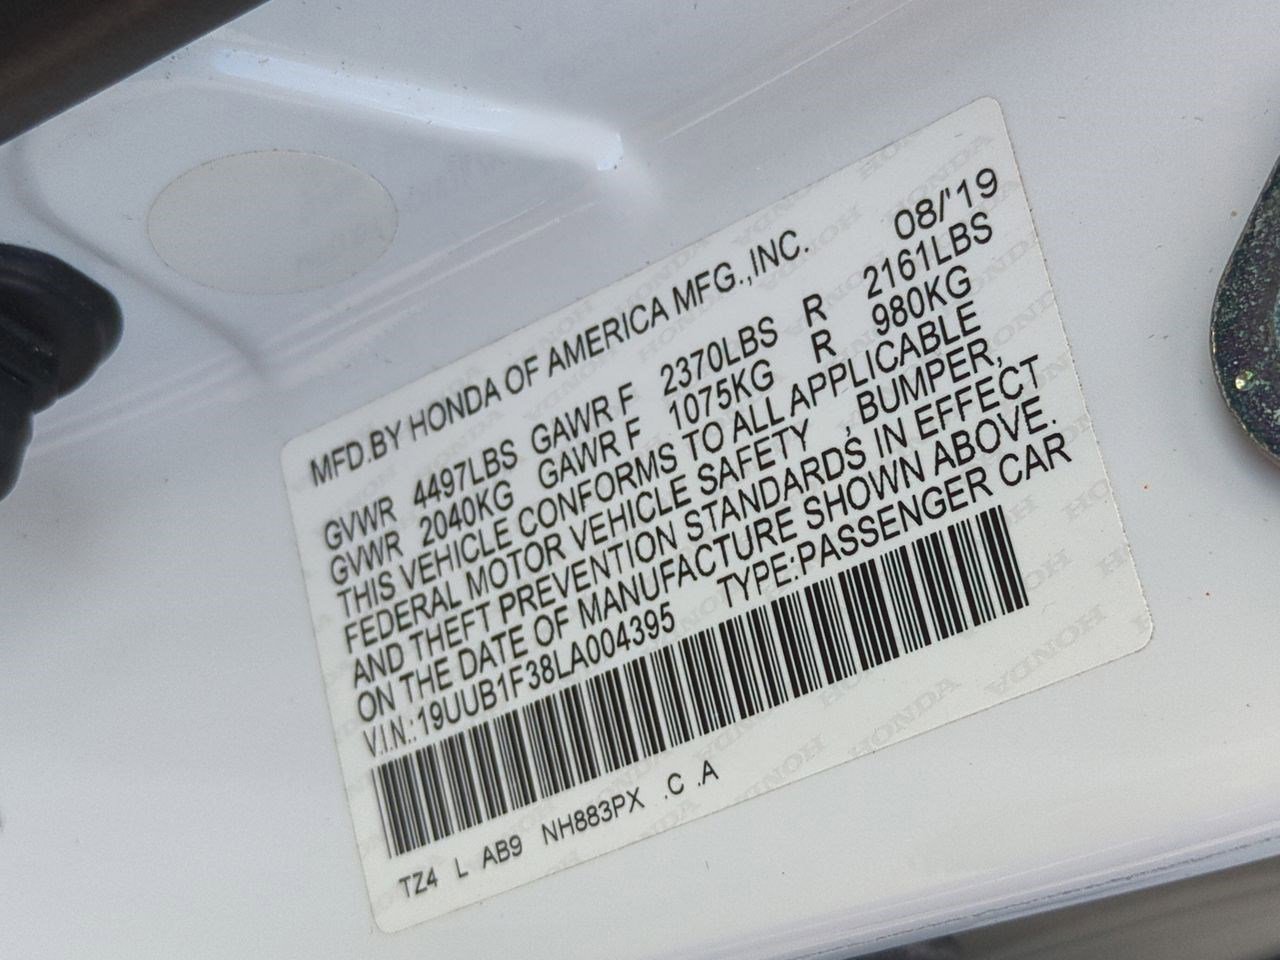 MFD.BY HONDA OF AMERICA MFG.,INC. 08/'19
GVWR 4497LBS GAWR F 2370LBS R 2161LBS
GVWR 2040KG GAWR F 1075KG R 980KG
THIS VEHICLE CONFORMS TO ALL APPLICABLE
FEDERAL MOTOR VEHICLE SAFETY , BUMPER,
AND THEFT PREVENTION STANDARDS IN EFFECT
ON THE DATE OF MANUFACTURE SHOWN ABOVE.
V.I.N.:19UUB1F38LA004395 TYPE:PASSENGER CAR
TZ4 L AB9 NH883PX .C .A